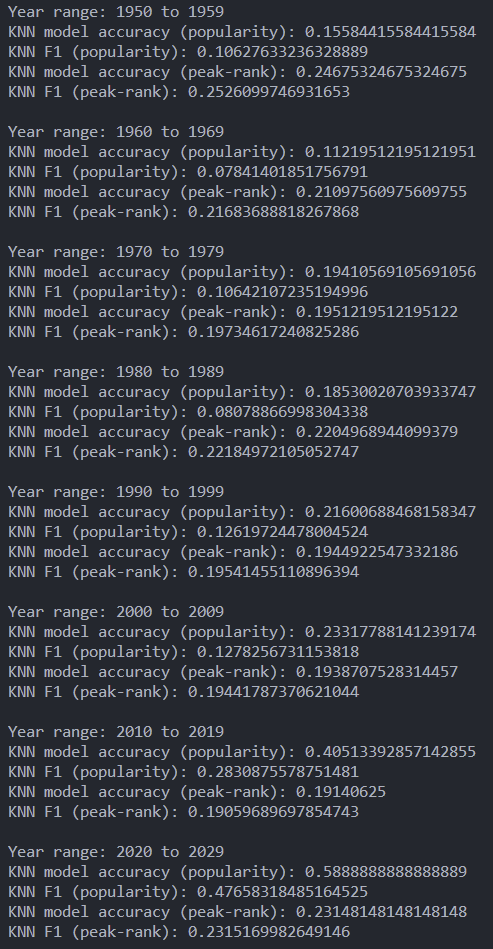 Year range: 1950 to 1959
KNN model accuracy (popularity): 0.15584415584415584
KNN F1 (popularity): 0.10627633236328889
KNN model accuracy (peak-rank): 0.24675324675324675
KNN F1 (peak-rank): 0.2526099746931653

Year range: 1960 to 1969
KNN model accuracy (popularity): 0.11219512195121951
KNN F1 (popularity): 0.07841401851756791
KNN model accuracy (peak-rank): 0.21097560975609755
KNN F1 (peak-rank): 0.21683688818267868

Year range: 1970 to 1979
KNN model accuracy (popularity): 0.19410569105691056
KNN F1 (popularity): 0.10642107235194996
KNN model accuracy (peak-rank): 0.1951219512195122
KNN F1 (peak-rank): 0.19734617240825286

Year range: 1980 to 1989
KNN model accuracy (popularity): 0.18530020703933747
KNN F1 (popularity): 0.08078866998304338
KNN model accuracy (peak-rank): 0.2204968944099379
KNN F1 (peak-rank): 0.22184972105052747

Year range: 1990 to 1999
KNN model accuracy (popularity): 0.21600688468158347
KNN F1 (popularity): 0.12619724478004524
KNN model accuracy (peak-rank): 0.1944922547332186
KNN F1 (peak-rank): 0.19541455110896394

Year range: 2000 to 2009
KNN model accuracy (popularity): 0.23317788141239174
KNN F1 (popularity): 0.1278256731153818
KNN model accuracy (peak-rank): 0.1938707528314457
KNN F1 (peak-rank): 0.19441787370621044

Year range: 2010 to 2019
KNN model accuracy (popularity): 0.40513392857142855
KNN F1 (popularity): 0.2830875578751481
KNN model accuracy (peak-rank): 0.19140625
KNN F1 (peak-rank): 0.19059689697854743

Year range: 2020 to 2029
KNN model accuracy (popularity): 0.5888888888888889
KNN F1 (popularity): 0.47658318485164525
KNN model accuracy (peak-rank): 0.23148148148148148
KNN F1 (peak-rank): 0.2315169982649146